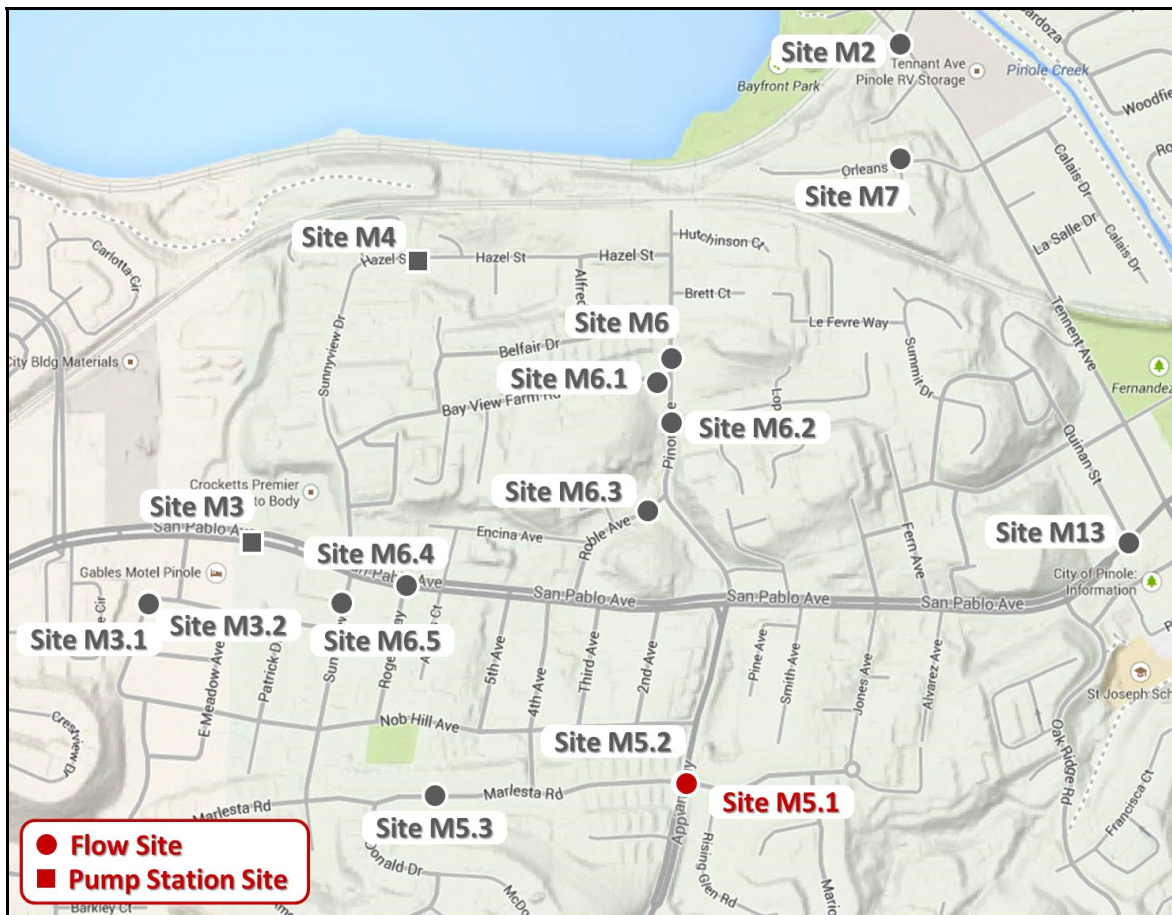 Cardoza
Site M2
Tennant Ave
Pinole RV Storage
Pinole Creek
Bayfront Park
Orleans
Site M7
Calais Dr
Calais Dr
La Salle Dr
Carlotta Cir
Site M4
Hazel S
Hazel St
Hazel St
Hutchinson Cr
Brett Ct
Alfred
Site M6
Le Fevre Way
Tennent Ave
City Bldg Materials
Sunnyview Dr
Belfair Dr
Site M6.1
Bay View Farm Rd
Summit Dr
Fernandez
Site M6.2
Quinan St
Crocketts Premier
to Body
Site M6.3
Site M3
San Pablo Ave
Encina Ave
Roble Ave
Fern Ave
Site M13
Site M6.4
Gables Motel Pinole
San Pablo Ave
San Pablo Ave
San Pablo Ave
City of Pinole:
Information
Site M3.1
Site M3.2
Site M6.5
E Meadow Ave
Patrick D
5th Ave
4th Ave
Third Ave
2nd Ave
Pine Ave
Smith Ave
Jones Ave
Alvarez Ave
St Joseph Sch
Nob Hill Ave
Site M5.2
Crestview Dr
Oak Ridge Rd
Marlesta Rd
Marlesta Rd
Site M5.1
Site M5.3
Francisca Ct
Rising Glen Rd
Flow Site
Pump Station Site
Donald Dr
Barkley Ct